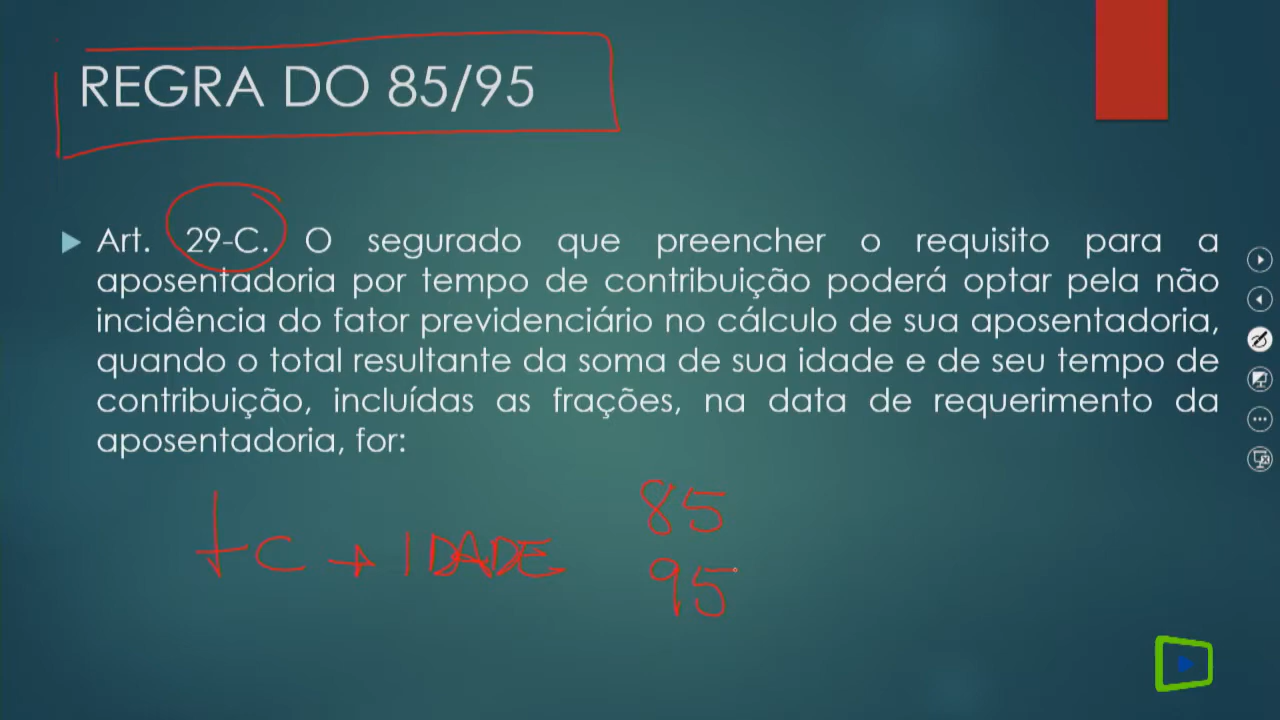 REGRA DO 85/95
Art. 29-C. O segurado que preencher o requisito para a
aposentadoria por tempo de contribuição poderá optar pela não
incidência do fator previdenciário no cálculo de sua aposentadoria,
quando o total resultante da soma de sua idade e de seu tempo de
contribuição, incluídas as frações, na data de requerimento da
aposentadoria, for:
tc + IDADE
85
95